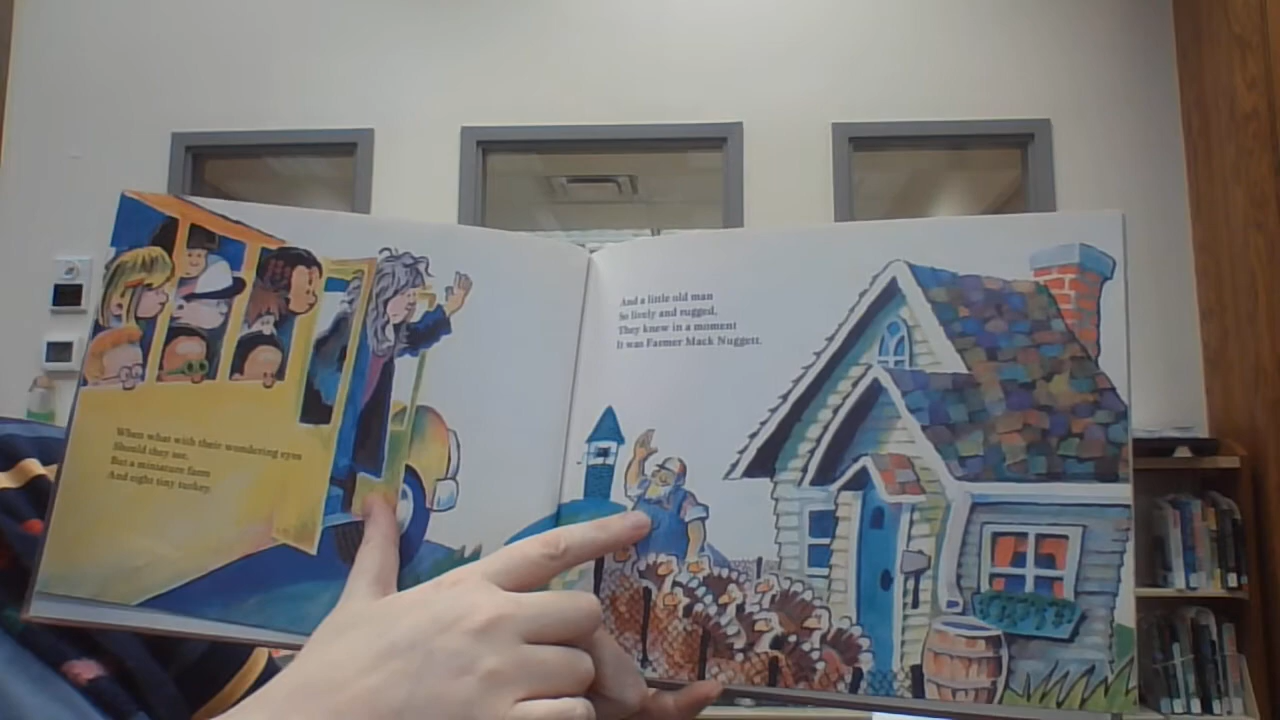 When what with their wondering eyes
Should they see,
But a miniature farm
And eight tiny turkey.
And a little old man
So lively and rugged,
They knew in a moment
It was Farmer Mack Nuggett.